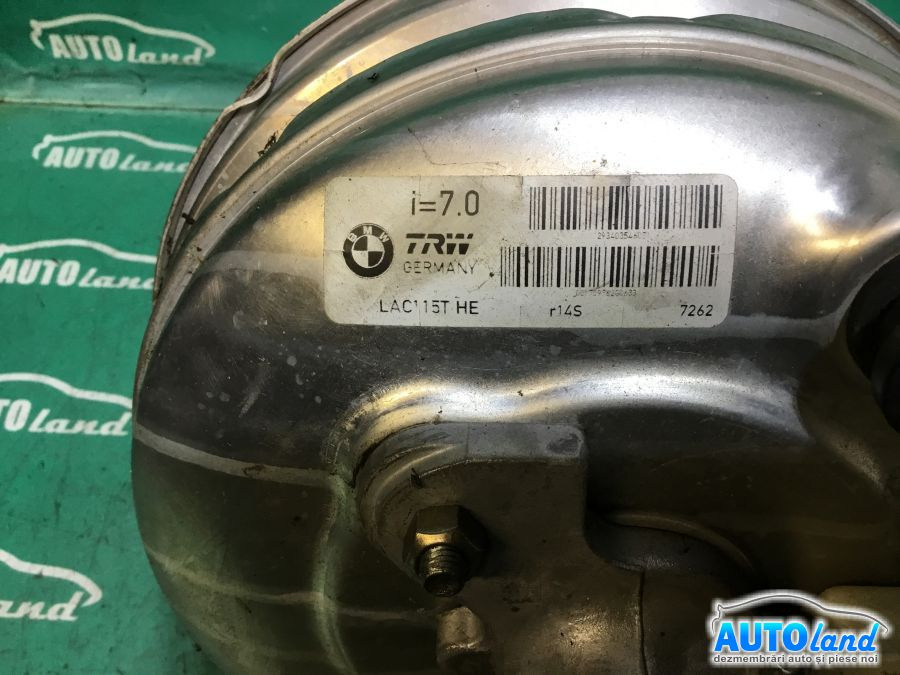 AUTOland
AUTOland
AUTOland
AUTOland
AUTOland
i=7.0
BMW
TRW
GERMANY
LAC115T HE
r14S
7262
AUTOland
dezmembrări auto și piese noi